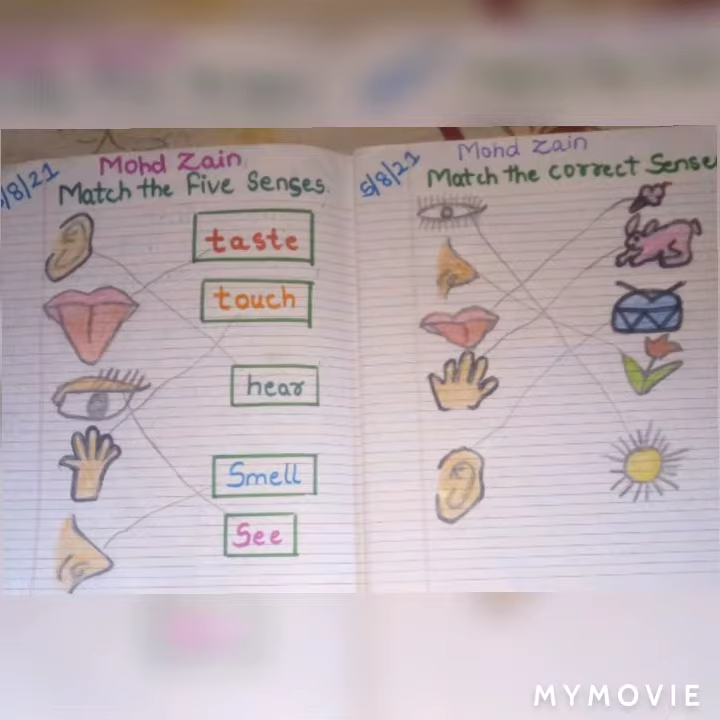 5/8/21
Mohd Zain
Match the Five Senses.
taste
touch
hear
Smell
See
5/8/21
Mohd Zain
Match the correct Sense
MYMOVIE